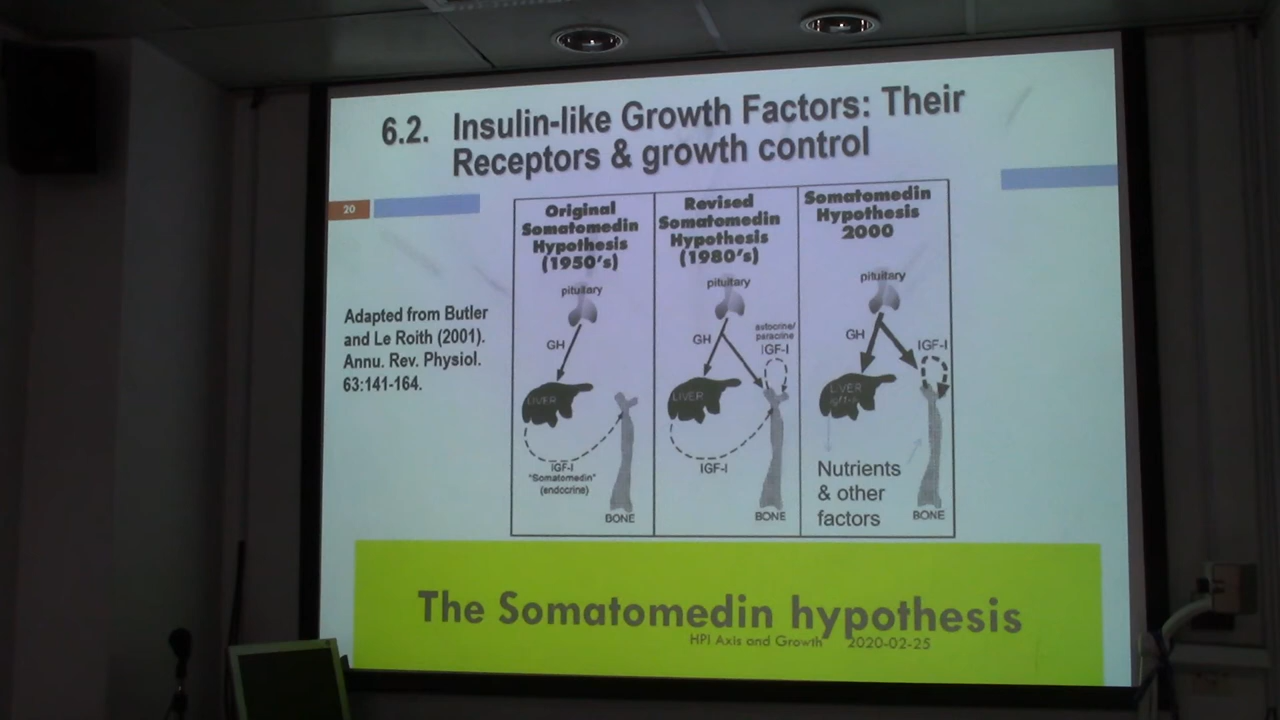 6.2. Insulin-like Growth Factors: Their
Receptors & growth control
20
Adapted from Butler
and Le Roith (2001).
Annu. Rev. Physiol.
63:141-164.
Original
Somatomedin
Hypothesis
(1950's)
pituitary
GH
LIVER
IGF-I
"Somatomedin"
(endocrine)
BONE
Revised
Somatomedin
Hypothesis
(1980's)
pituitary
GH
autocrine/
paracrine
IGF-I
LIVER
IGF-I
BONE
Somatomedin
Hypothesis
2000
pituitary
GH
IGF-I
LIVER
Nutrients
& other
factors
BONE
The Somatomedin hypothesis
HPI Axis and Growth 2020-02-25